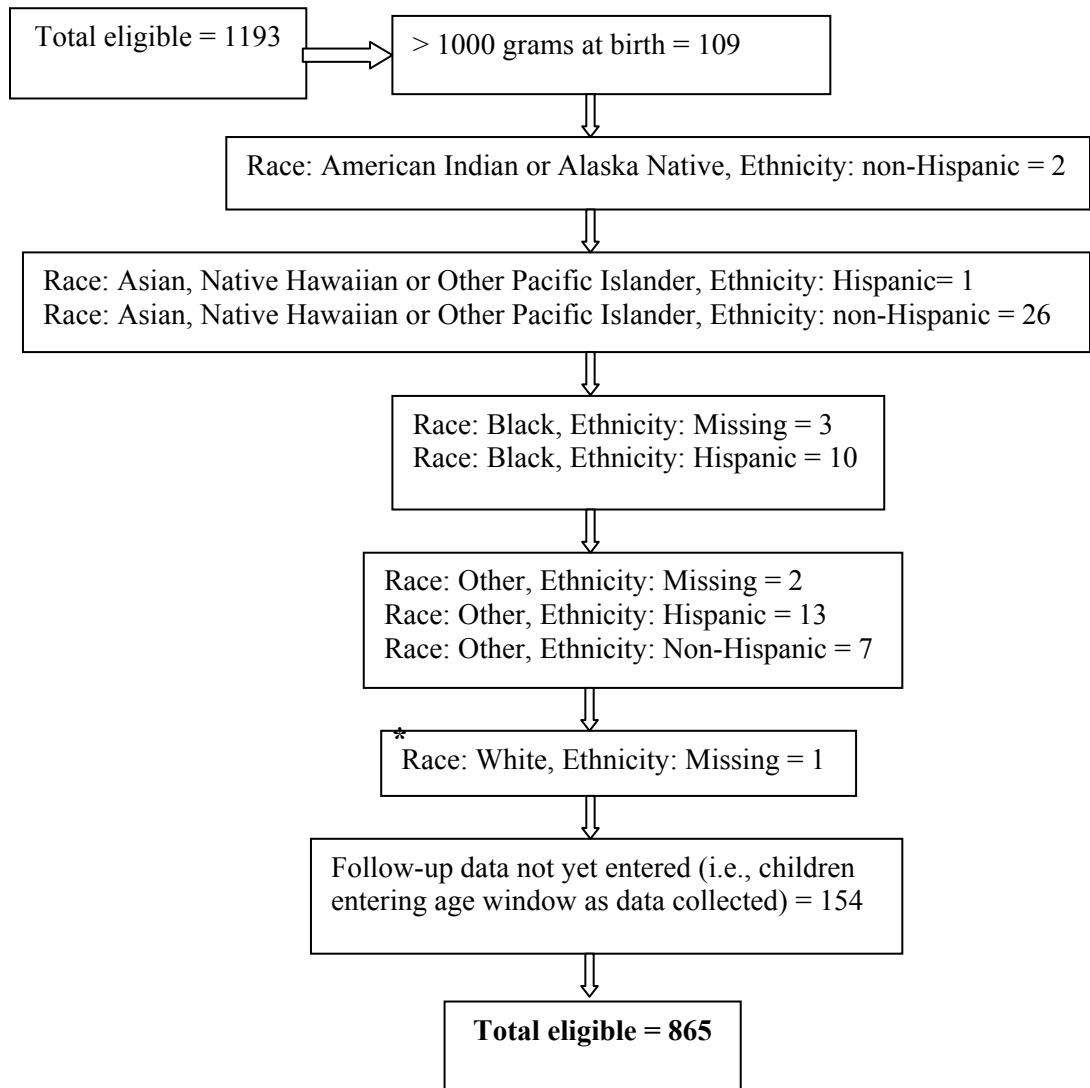 Total eligible = 1193
> 1000 grams at birth = 109
Race: American Indian or Alaska Native, Ethnicity: non-Hispanic = 2
Race: Asian, Native Hawaiian or Other Pacific Islander, Ethnicity: Hispanic= 1
Race: Asian, Native Hawaiian or Other Pacific Islander, Ethnicity: non-Hispanic = 26
Race: Black, Ethnicity: Missing = 3
Race: Black, Ethnicity: Hispanic = 10
Race: Other, Ethnicity: Missing = 2
Race: Other, Ethnicity: Hispanic = 13
Race: Other, Ethnicity: Non-Hispanic = 7
*Race: White, Ethnicity: Missing = 1
Follow-up data not yet entered (i.e., children
entering age window as data collected) = 154
Total eligible = 865